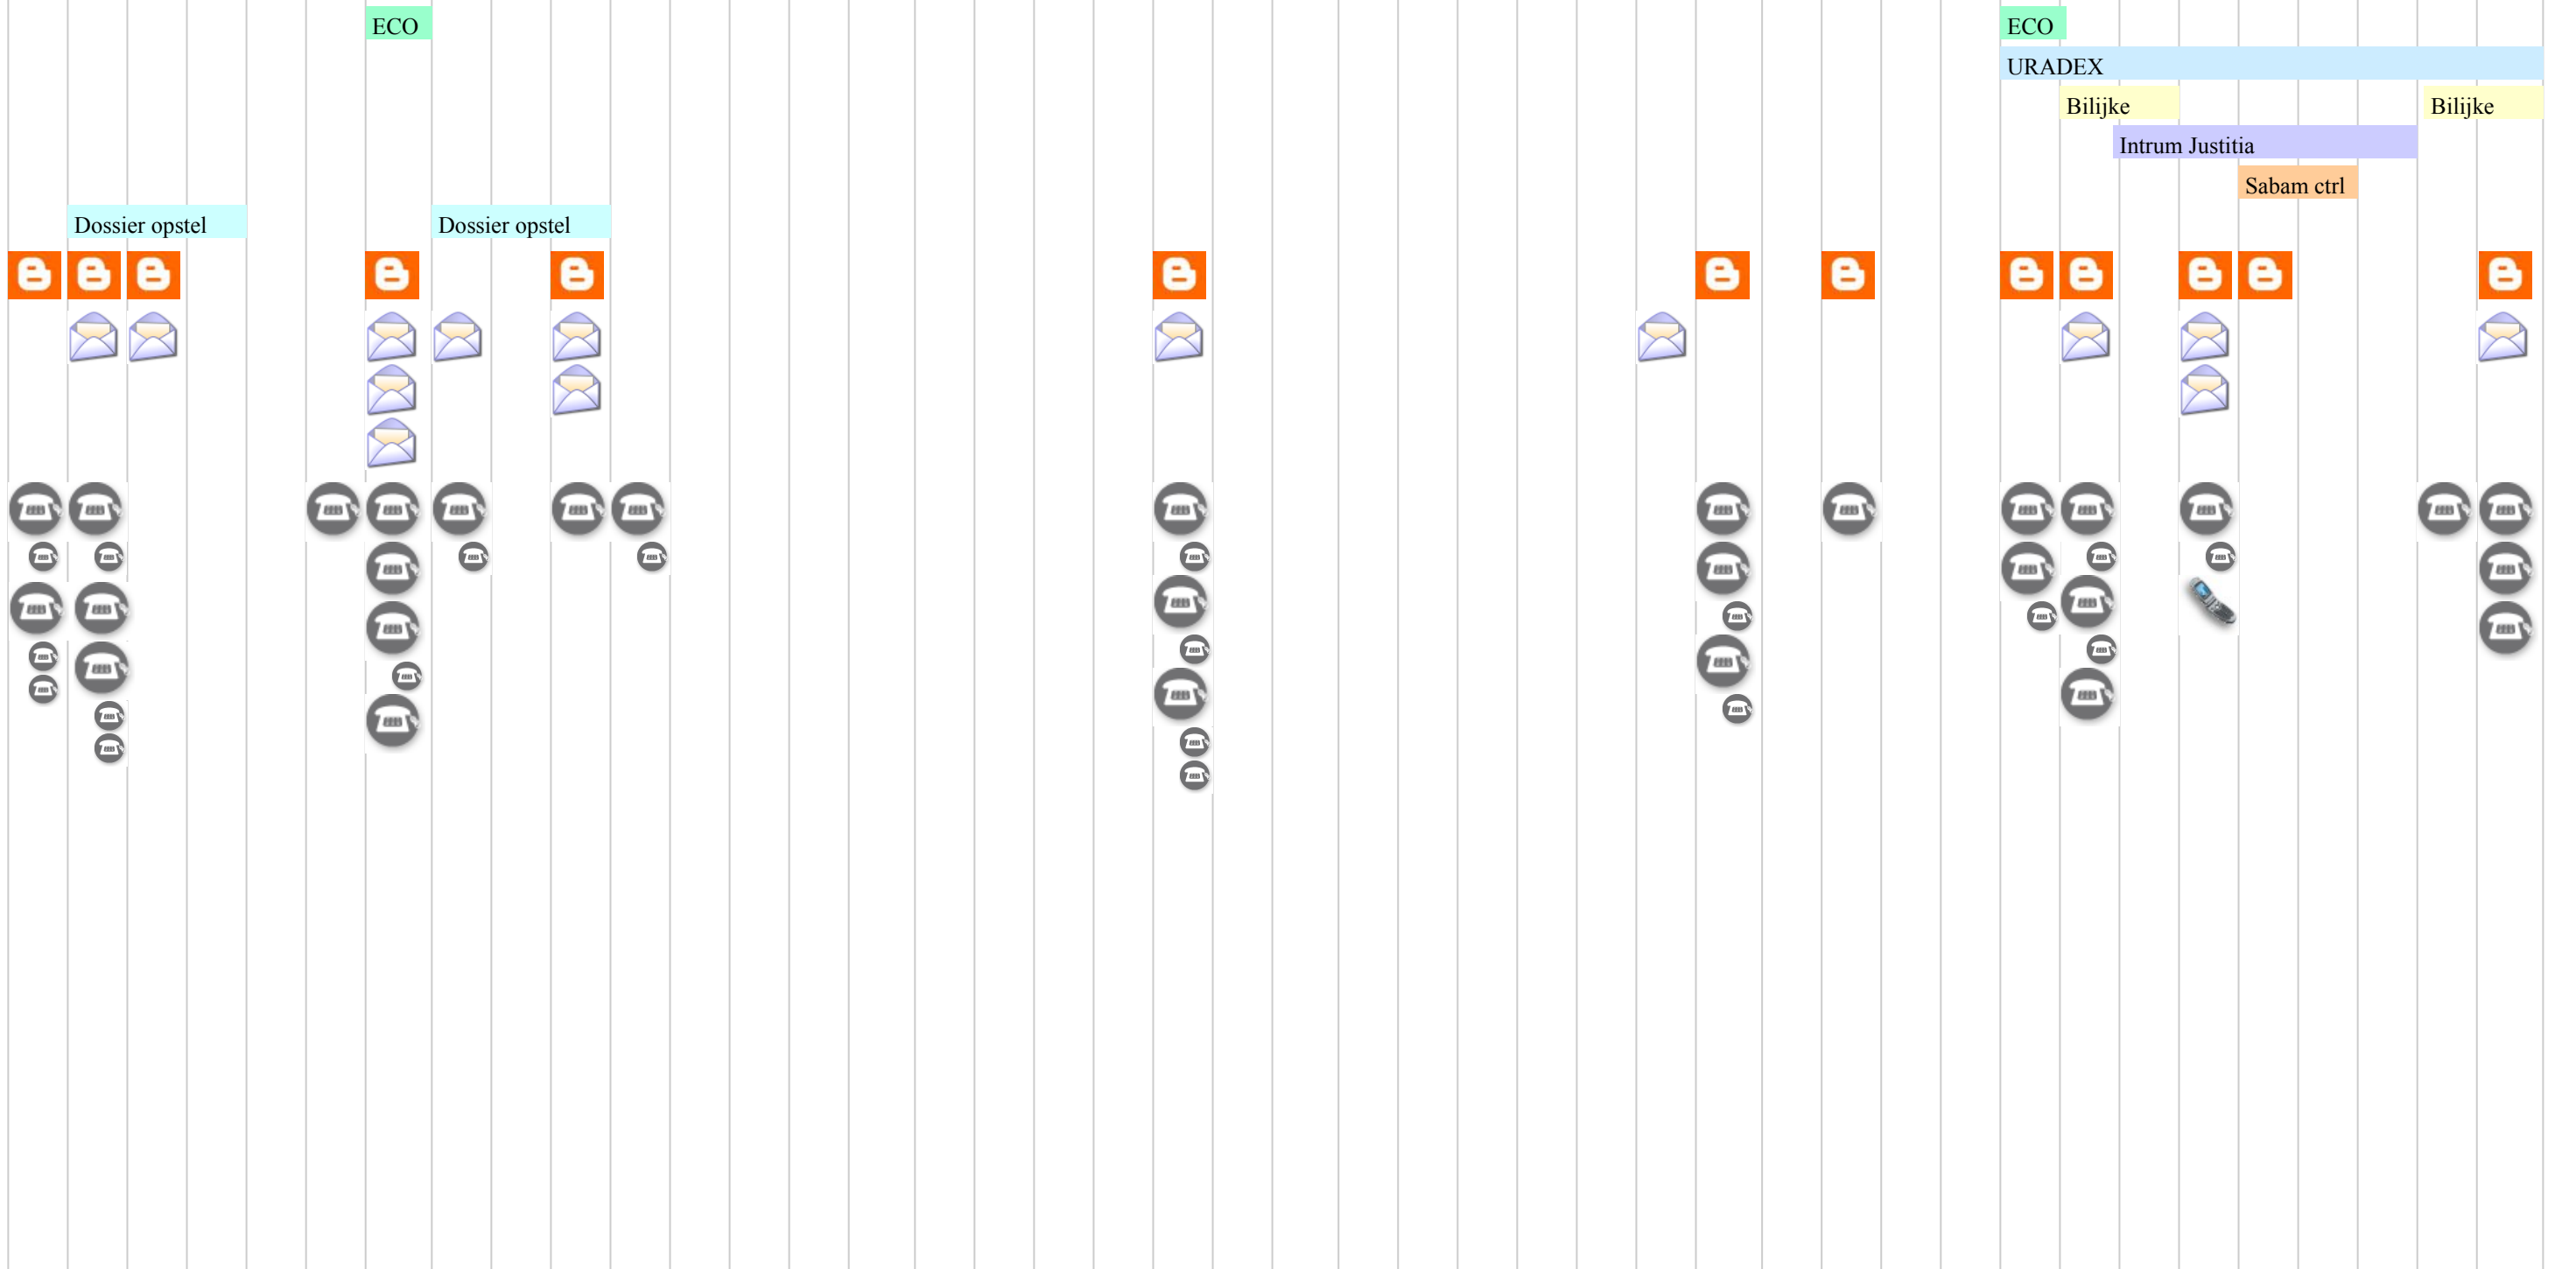 ECO
ECO
URADEX
Bilijke
Bilijke
Intrum Justitia
Sabam ctrl
Dossier opstel
Dossier opstel